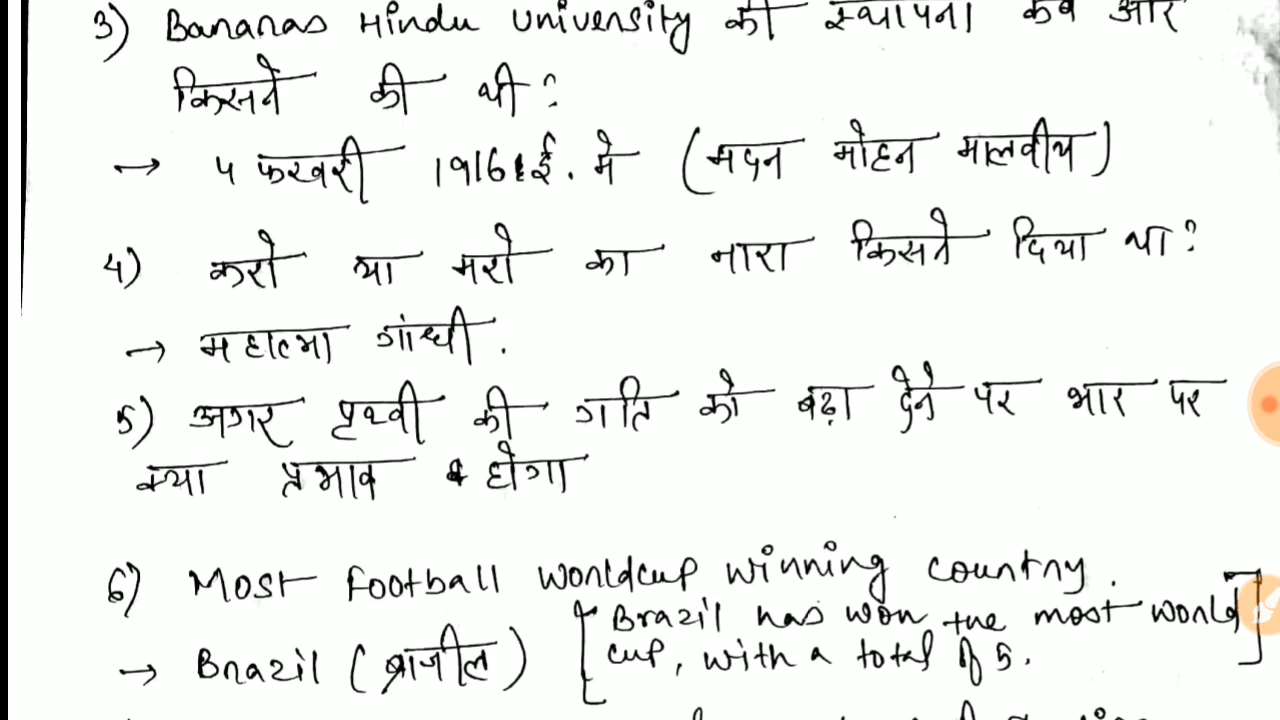 3) Bananas Hindu University की स्थापना कब और
किसने की थी?
→ 4 फरवरी 1916 ई. में (मदन मोहन मालवीय)
4) करो या मरो का नारा किसने दिया था?
→ महात्मा गांधी.
5) अगर पृथ्वी की गति को बढ़ा देने पर भार पर
क्या प्रभाव होगा
6) Most Football worldcup winning country.
→ Brazil (ब्राजील) [Brazil has won the most world
cup, with a total of 5.]